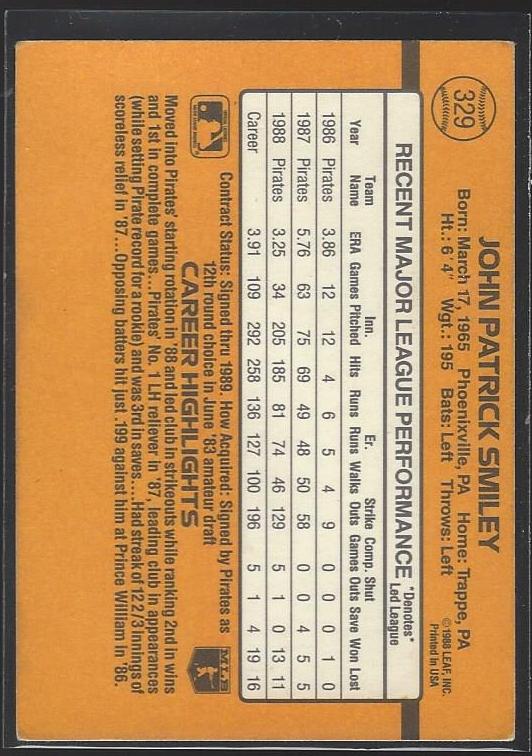 329
JOHN PATRICK SMILEY
Born: March 17, 1965 Phoenixville, PA Home: Trappe, PA
Ht.: 6' 4" Wgt.: 195 Bats: Left Throws: Left
© 1988 LEAF, INC.
Printed in USA
RECENT MAJOR LEAGUE PERFORMANCE *Denotes*
Led League
Team Inn. Er. Strike Comp. Shut
Year Name ERA Games Pitched Hits Runs Runs Walks Outs Games Outs Save Won Lost
1986 Pirates 3.86 12 12 4 6 5 4 9 0 0 0 1 0
1987 Pirates 5.76 63 75 69 49 48 50 58 0 0 4 5 5
1988 Pirates 3.25 34 205 185 81 74 46 129 5 1 0 13 11
Career 3.91 109 292 258 136 127 100 196 5 1 4 19 16
Contract Status: Signed thru 1989. How Acquired: Signed by Pirates as
12th round choice in June '83 amateur draft
MLB
CAREER HIGHLIGHTS
Moved into Pirates' starting rotation in '88 and led club in strikeouts while ranking 2nd in wins
and 1st in complete games...Pirates' No. 1 LH reliever in '87, leading club in appearances
(while setting Pirate record for a rookie) and was 3rd in saves....Had streak of 12 2/3 innings of
scoreless relief in '87...Opposing batters hit just .199 against him at Prince William in '86.